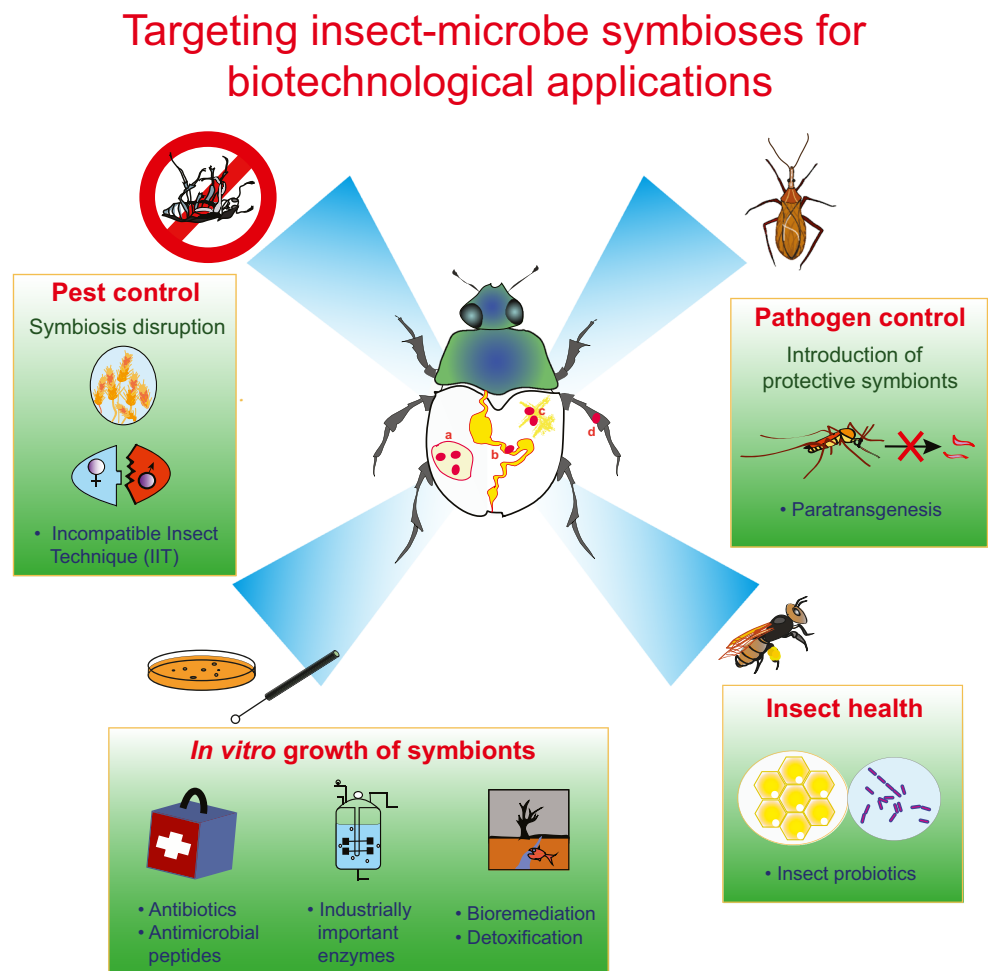 Targeting insect-microbe symbioses for
biotechnological applications
Pest control
Symbiosis disruption
• Incompatible Insect
Technique (IIT)
Pathogen control
Introduction of
protective symbionts
• Paratransgenesis
a
b
c
d
In vitro growth of symbionts
• Antibiotics
• Antimicrobial
peptides
• Industrially
important
enzymes
• Bioremediation
• Detoxification
Insect health
• Insect probiotics